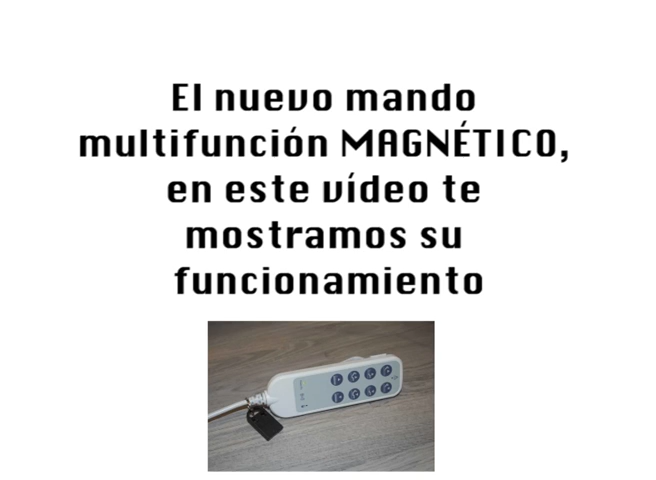 El nuevo mando
multifunción MAGNÉTICO,
en este vídeo te
mostramos su
funcionamiento